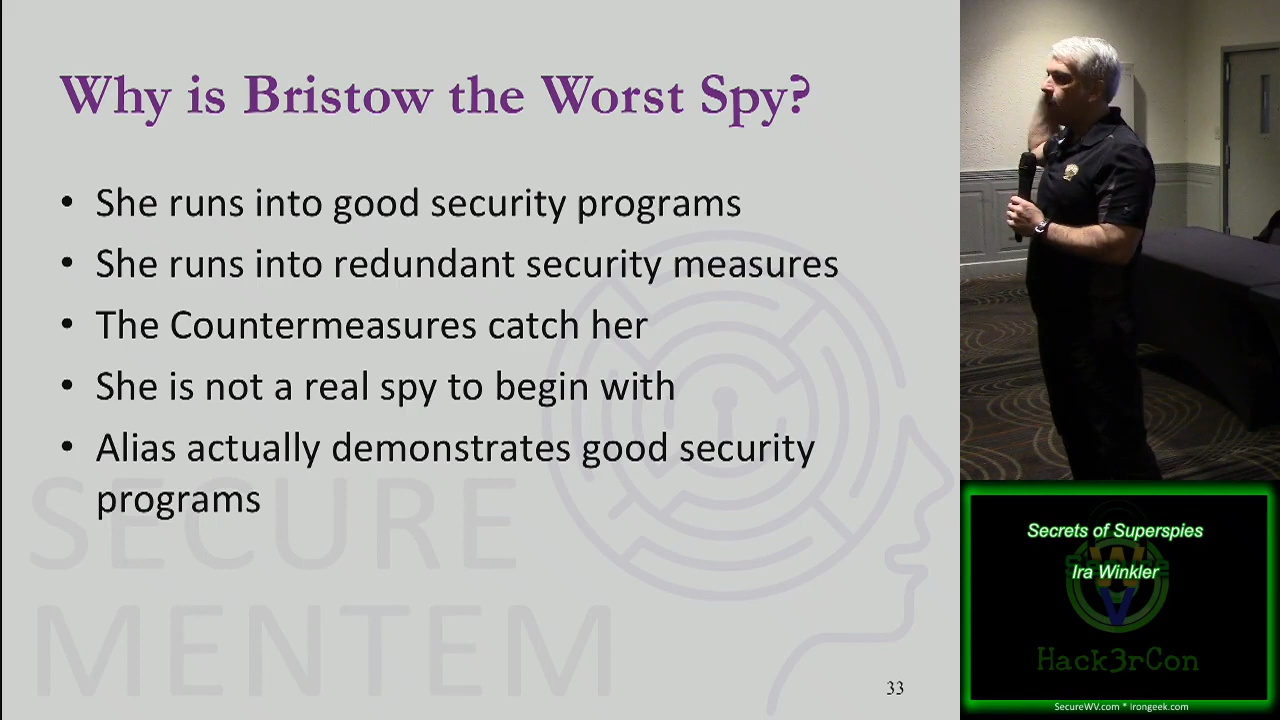 Why is Bristow the Worst Spy?
• She runs into good security programs
• She runs into redundant security measures
• The Countermeasures catch her
• She is not a real spy to begin with
• Alias actually demonstrates good security
programs
SECURE
MENTEM
33
Secrets of Superspies
Ira Winkler
Hack3rCon
SecureWV.com * Irongeek.com